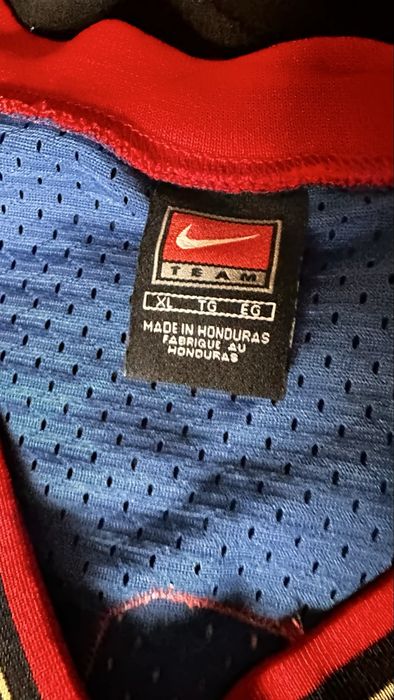 TEAM
XL TG EG
MADE IN HONDURAS
FABRIQUE AU
HONDURAS